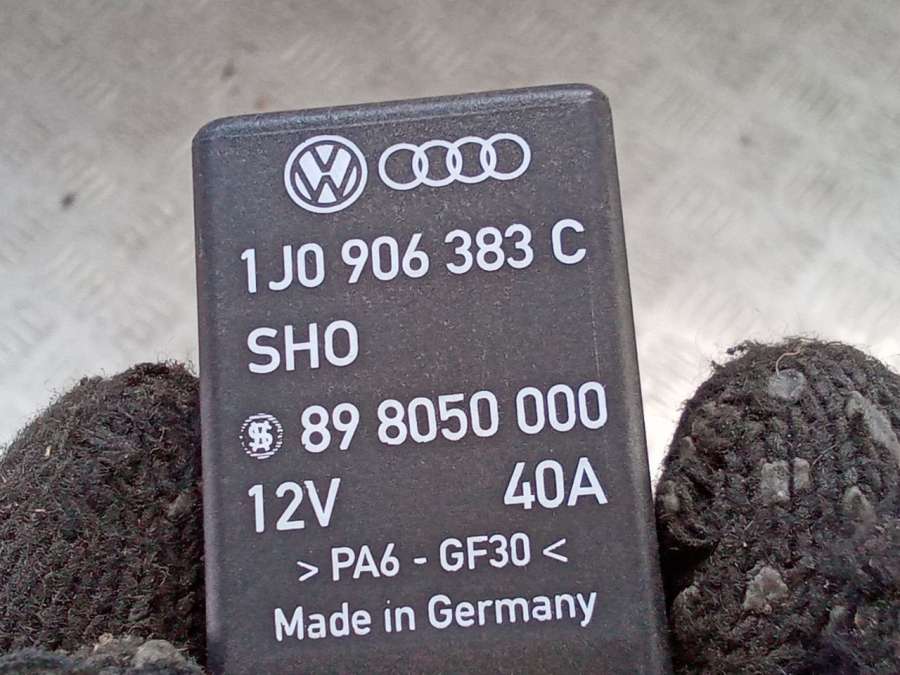 1J0 906 383 C
SHO
89 8050 000
12V 40A
> PA6 - GF30 <
Made in Germany